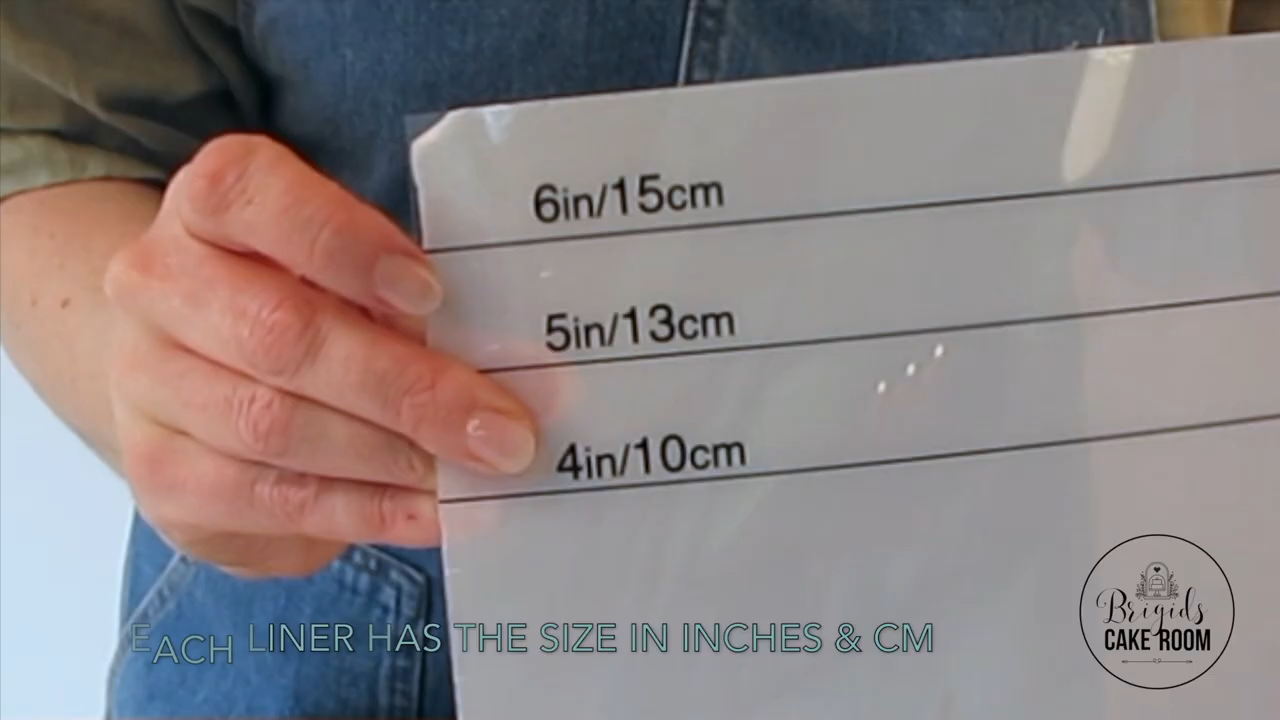 6in/15cm
5in/13cm
4in/10cm
EACH LINER HAS THE SIZE IN INCHES & CM
Brigids
CAKE ROOM